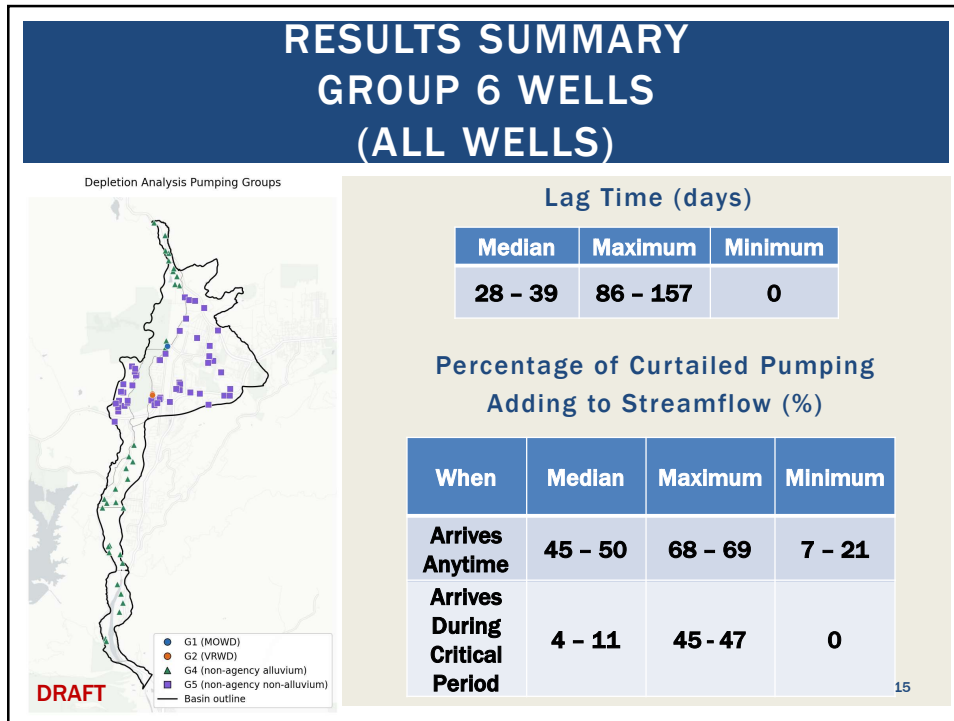 RESULTS SUMMARY
GROUP 6 WELLS
(ALL WELLS)
Depletion Analysis Pumping Groups
G1 (MOWD)
G2 (VRWD)
G4 (non-agency alluvium)
G5 (non-agency non-alluvium)
Basin outline
DRAFT
Lag Time (days)
Median Maximum Minimum
28 – 39 86 – 157 0
Percentage of Curtailed Pumping
Adding to Streamflow (%)
When Median Maximum Minimum
Arrives
Anytime 45 – 50 68 – 69 7 – 21
Arrives
During
Critical
Period 4 – 11 45 - 47 0
15